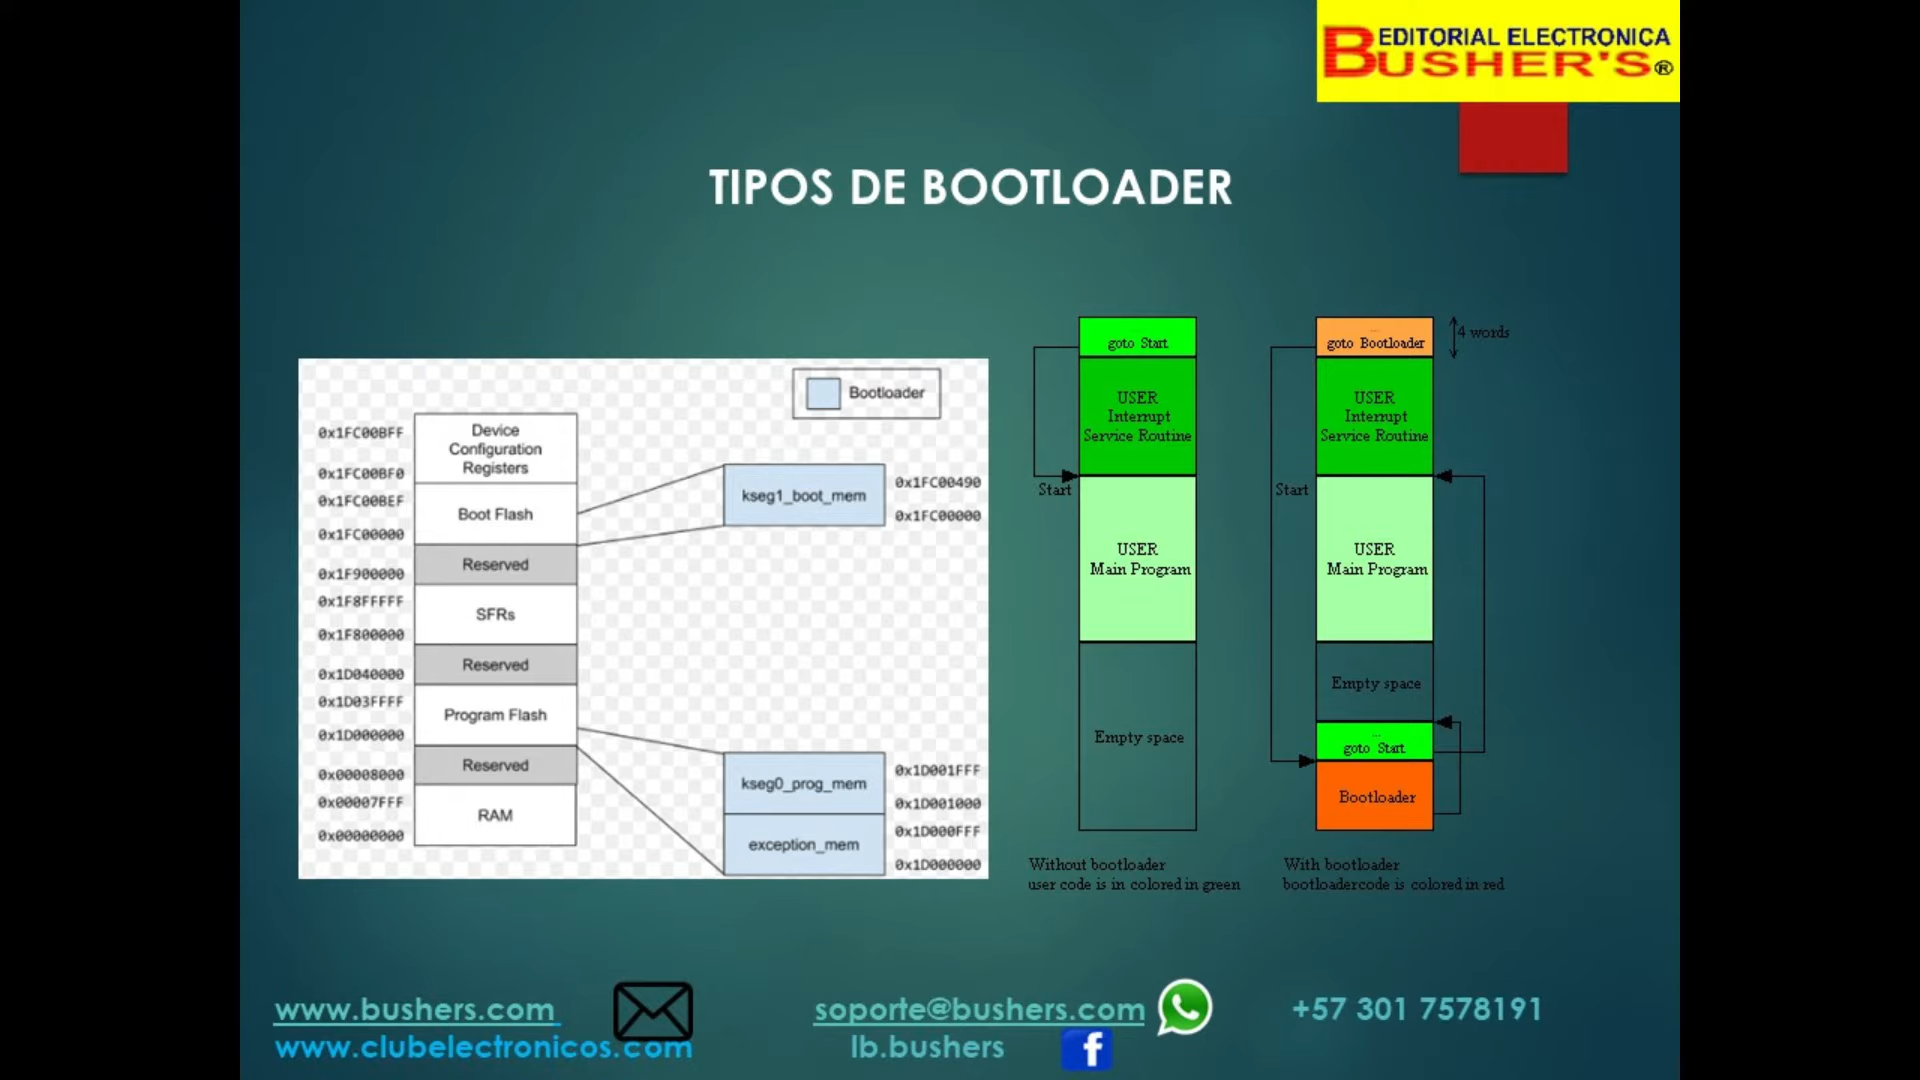 EDITORIAL ELECTRONICA
BUSHER'S®
TIPOS DE BOOTLOADER
Bootloader
0x1FC00BFF
Device
Configuration
Registers
0x1FC00BF0
0x1FC00BEF
Boot Flash
0x1FC00000
Reserved
0x1F900000
0x1F8FFFFF
SFRs
0x1F800000
Reserved
0x1D040000
0x1D03FFFF
Program Flash
0x1D000000
Reserved
0x00008000
0x00007FFF
RAM
0x00000000
kseg1_boot_mem
0x1FC00490
0x1FC00000
kseg0_prog_mem
0x1D001FFF
0x1D001000
exception_mem
0x1D000FFF
0x1D000000
goto Start
USER
Interrupt
Service Routine
Start
USER
Main Program
Empty space
Without bootloader
user code is in colored in green
...
goto Bootloader
4 words
USER
Interrupt
Service Routine
Start
USER
Main Program
Empty space
...
goto Start
Bootloader
With bootloader
bootloadercode is colored in red
www.bushers.com
soporte@bushers.com
+57 301 7578191
www.clubelectronicos.com
lb.bushers
f